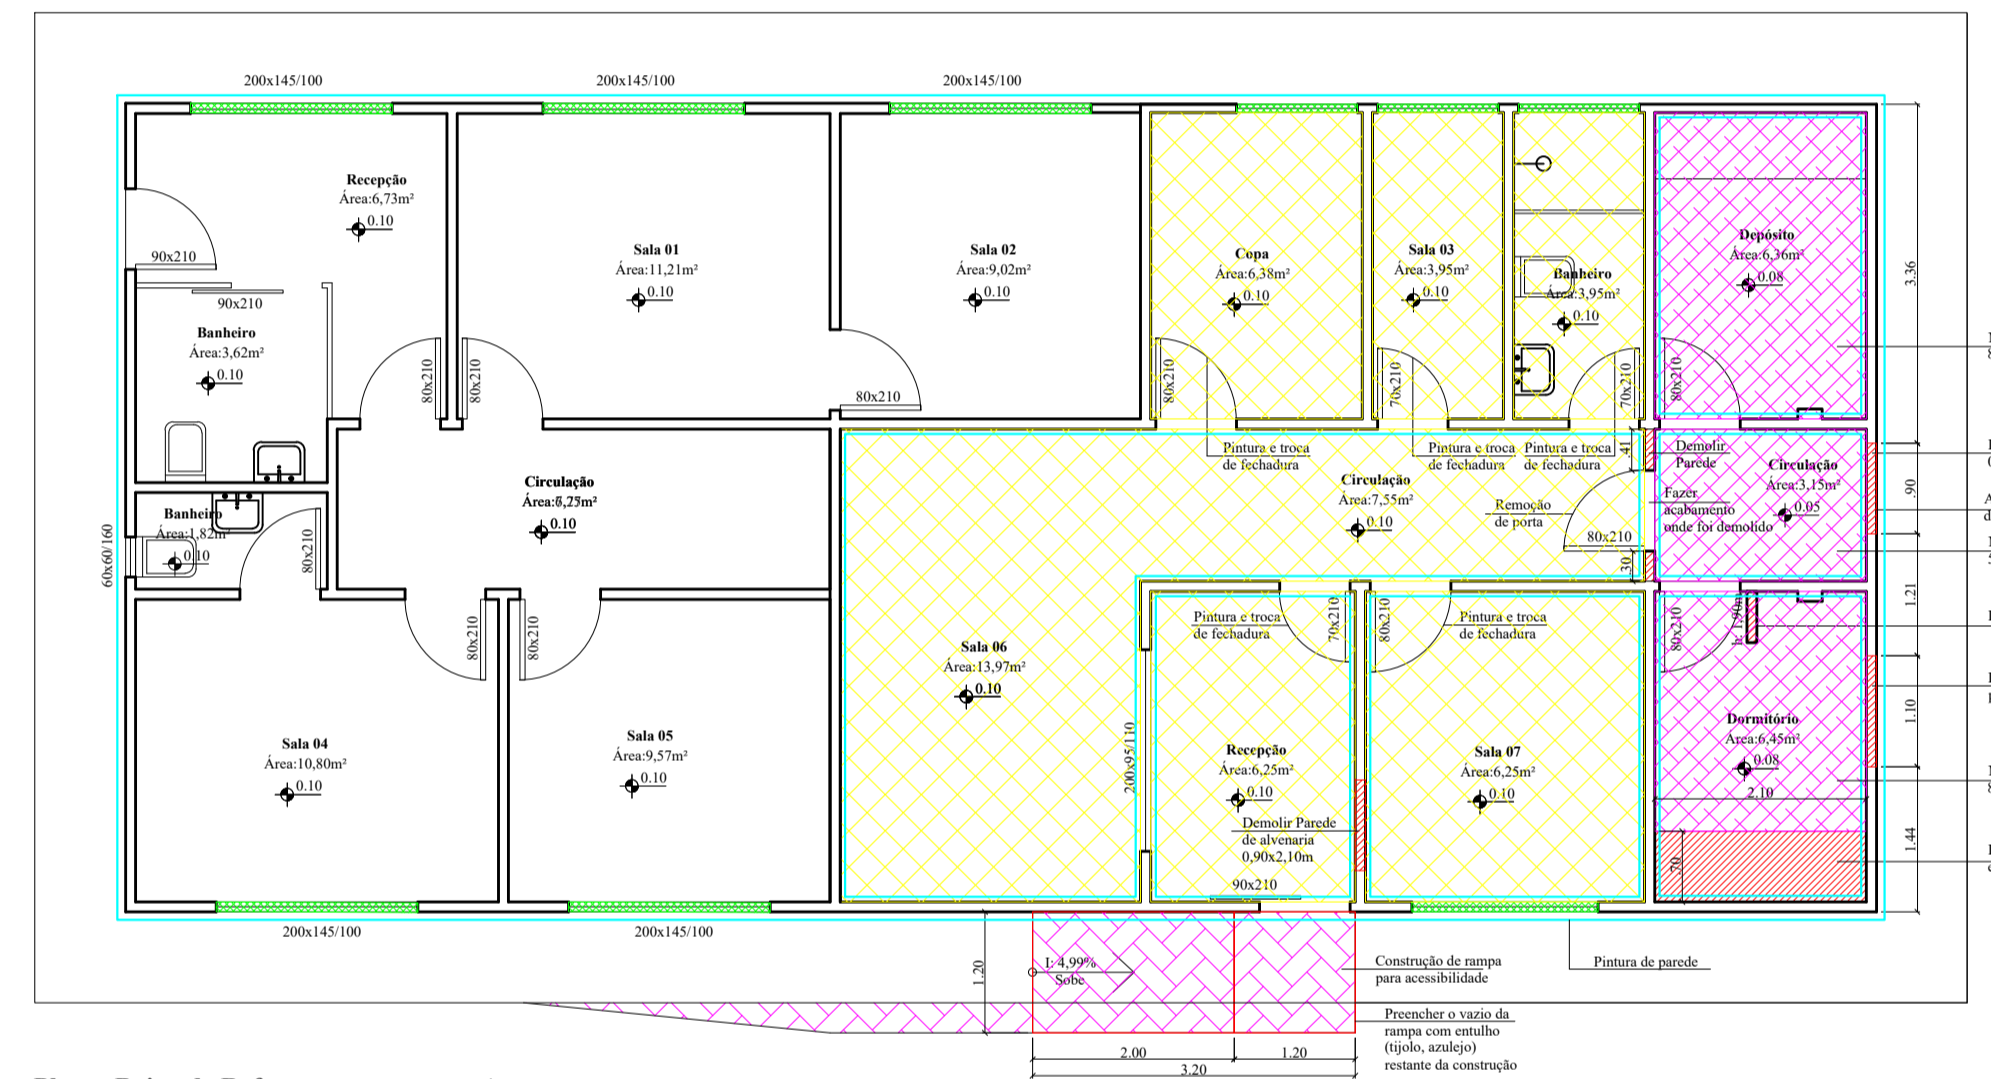 200x145/100
200x145/100
200x145/100
Recepção
Área:6,73m²
0.10
90x210
90x210
Banheiro
Área:3,62m²
0.10
80x210
80x210
Sala 01
Área:11,21m²
0.10
Sala 02
Área:9,02m²
0.10
80x210
Copa
Área:6,38m²
0.10
80x210
Sala 03
Área:3,95m²
0.10
70x210
Banheiro
Área:3,95m²
0.10
70x210
Depósito
Área:6,36m²
0.08
80x210
3.36
Pintura e troca
de fechadura
Pintura e troca
de fechadura
Pintura e troca
de fechadura
.41
Demolir
Parede
Circulação
Área:3,15m²
0.05
Fazer
acabamento
onde foi demolido
.90
Circulação
0.10
Circulação
Área:7,55m²
0.10
Remoção
de porta
80x210
.30
Banheiro
Área:1,82m²
0.10
80x210
60x60/160
1.21
80x210
80x210
Pintura e troca
de fechadura
70x210
80x210
Pintura e troca
de fechadura
80x210
Sala 06
Área:13,97m²
0.10
200x95/110
Sala 04
Área:10,80m²
0.10
Sala 05
Área:9,57m²
0.10
Recepção
Área:6,25m²
0.10
Demolir Parede
de alvenaria
0,90x2,10m
90x210
Sala 07
Área:6,25m²
0.10
Dormitório
Área:6,45m²
0.08
2.10
.70
1.10
1.44
200x145/100
200x145/100
1.20
I: 4,99%
Sobe
Construção de rampa
para acessibilidade
Pintura de parede
Preencher o vazio da
rampa com entulho
(tijolo, azulejo)
restante da construção
2.00
1.20
3.20